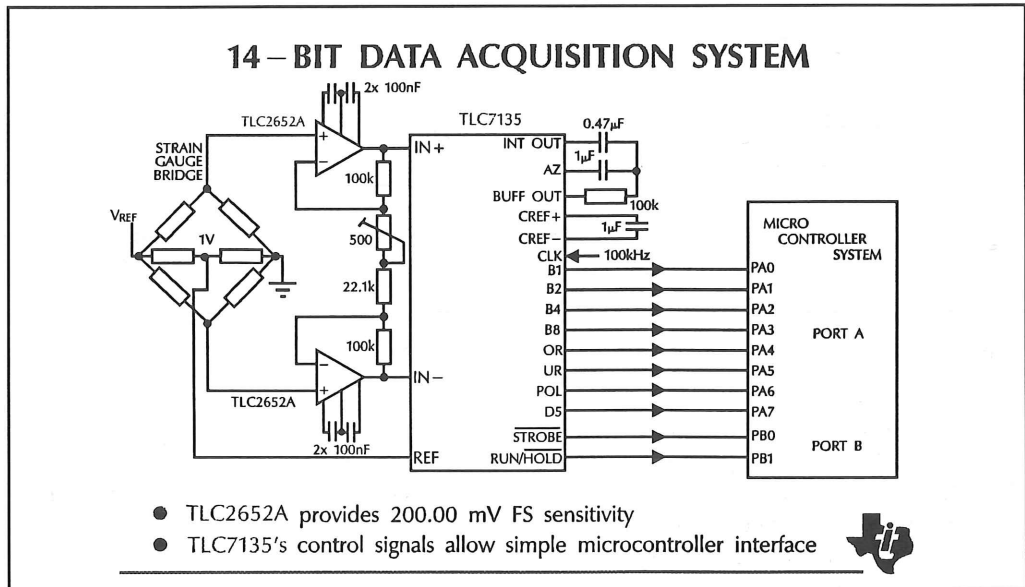 14-BIT DATA ACQUISITION SYSTEM
2x 100nF
TLC2652A
TLC7135
0.47µF
INT OUT
IN+
1µF
STRAIN
GAUGE
BRIDGE
100k
AZ
BUFF OUT
100k
CREF+
1µF
CREF-
VREF
1V
500
CLK
100kHz
MICRO
CONTROLLER
SYSTEM
B1
PA0
B2
PA1
22.1k
B4
PA2
B8
PA3
PORT A
100k
OR
PA4
UR
PA5
IN-
POL
PA6
TLC2652A
D5
PA7
2x 100nF
STROBE
PB0
PORT B
REF
RUN/HOLD
PB1
● TLC2652A provides 200.00 mV FS sensitivity
● TLC7135's control signals allow simple microcontroller interface
ti